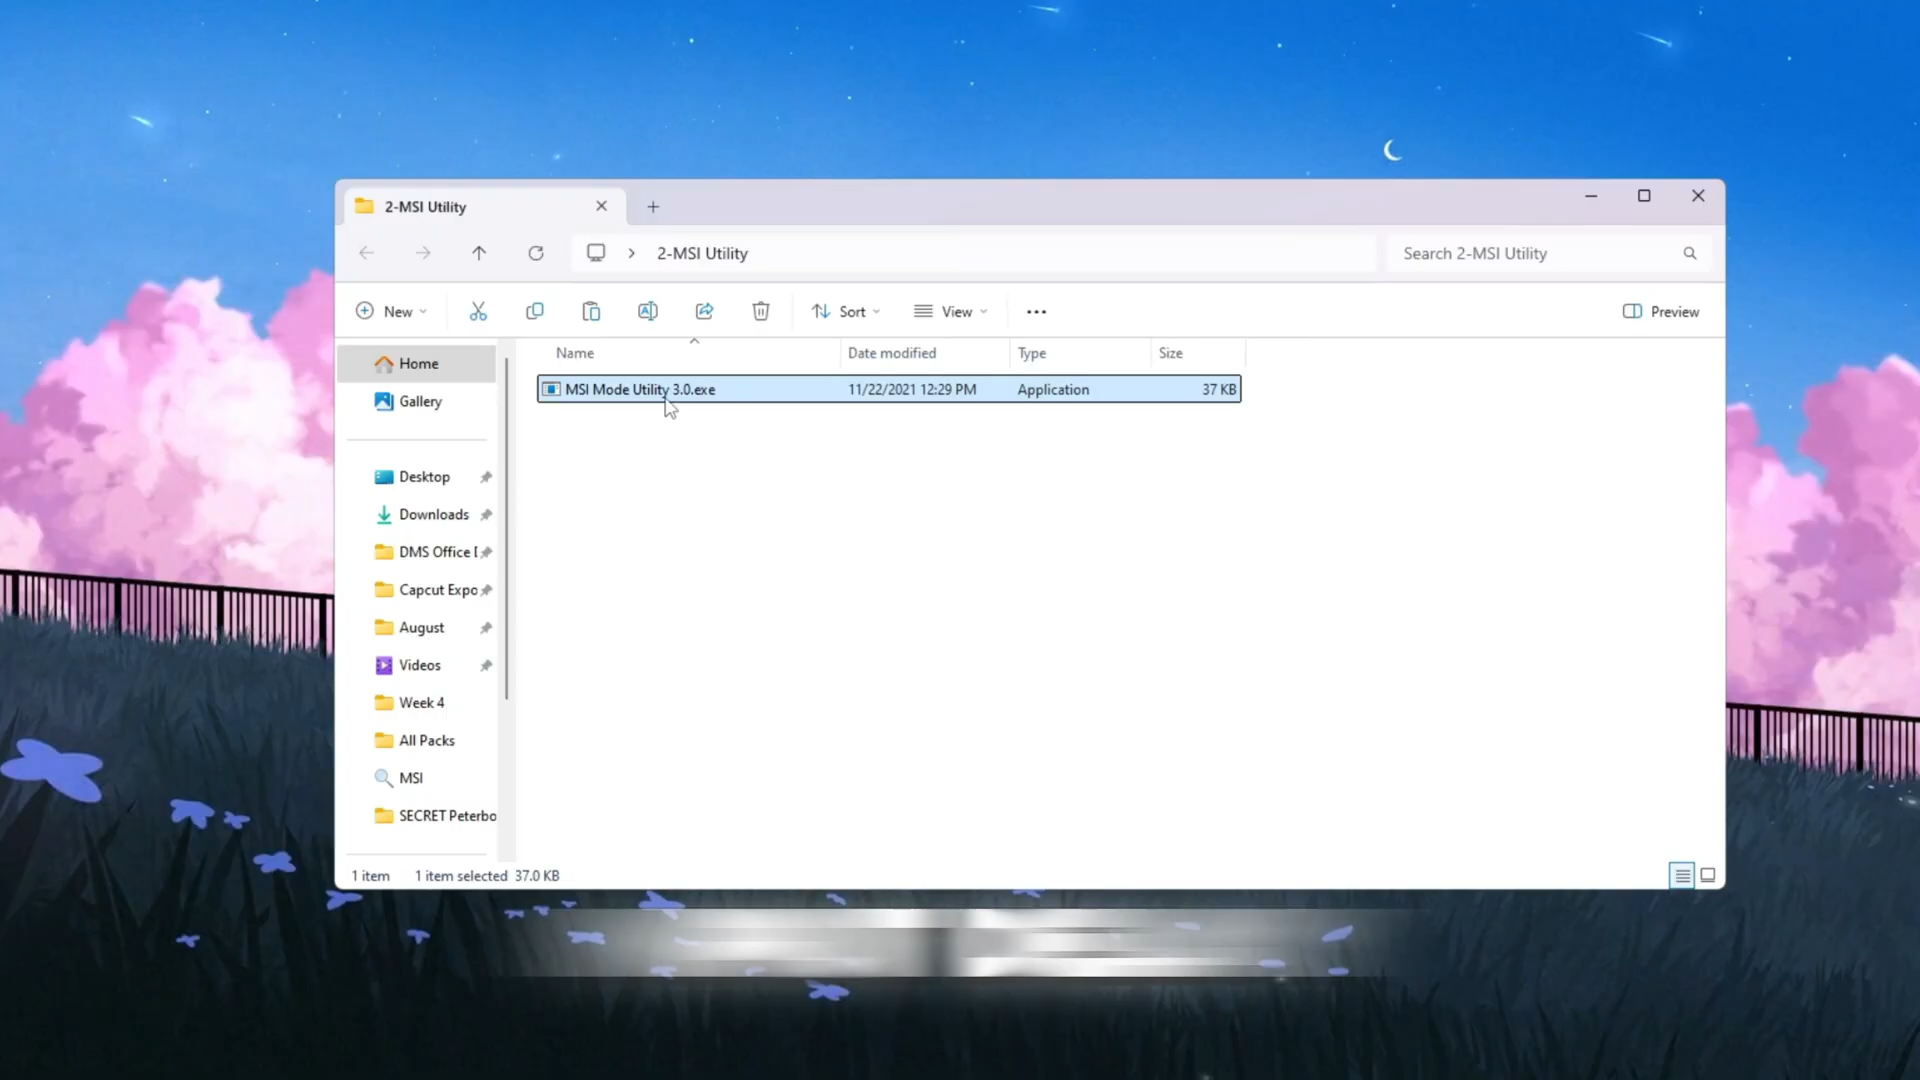 2-MSI Utility
2-MSI Utility
Search 2-MSI Utility
New
Sort
View
Preview
Name
Date modified
Type
Size
MSI Mode Utility 3.0.exe
11/22/2021 12:29 PM
Application
37 KB
Home
Gallery
Desktop
Downloads
DMS Office [
Capcut Expo
August
Videos
Week 4
All Packs
MSI
SECRET Peterbo
1 item
1 item selected
37.0 KB